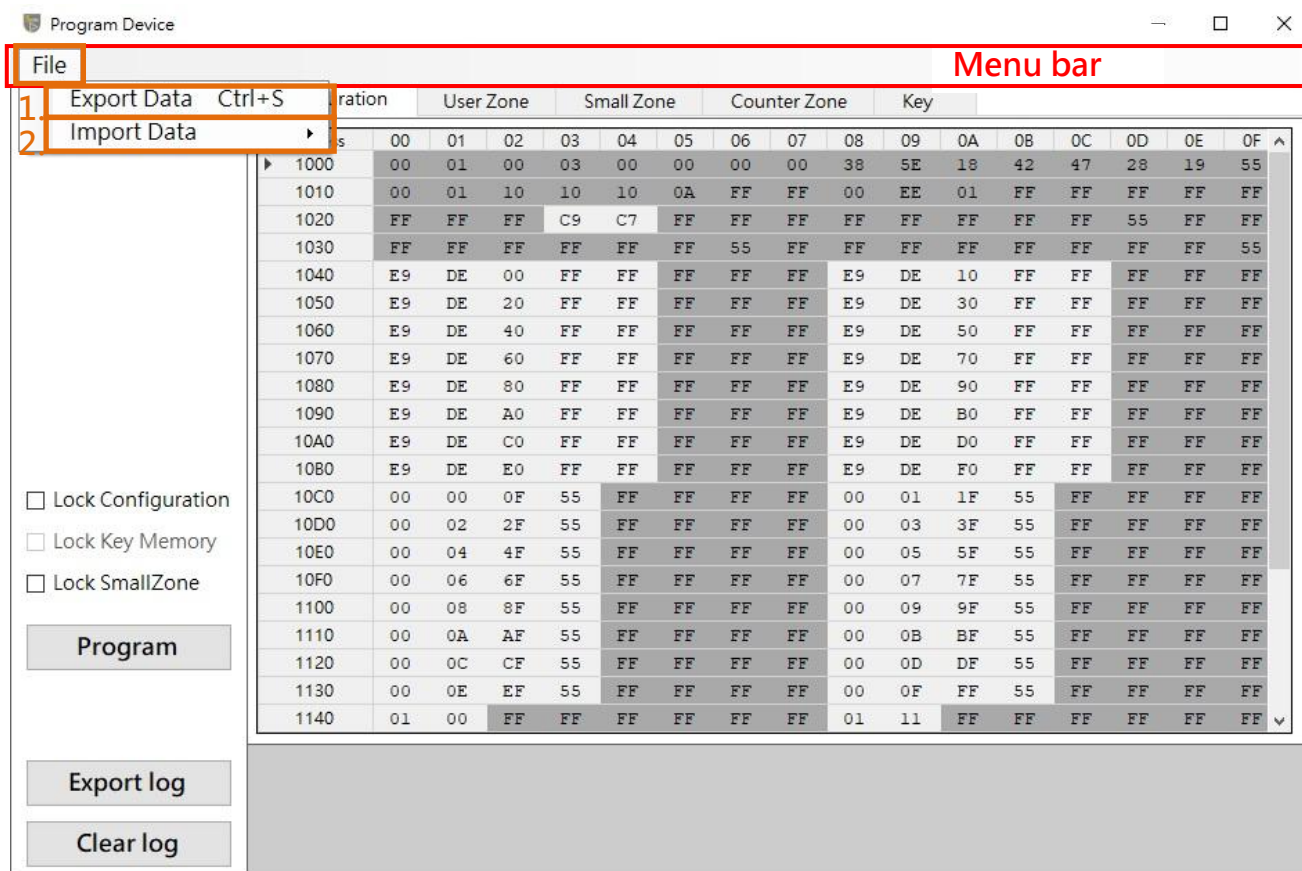 Program Device
File
Menu bar
1. Export Data Ctrl+S
2. Import Data
ration User Zone Small Zone Counter Zone Key
s 00 01 02 03 04 05 06 07 08 09 0A 0B 0C 0D 0E 0F
1000 00 01 00 03 00 00 00 00 38 5E 18 42 47 28 19 55
1010 00 01 10 10 10 0A FF FF 00 EE 01 FF FF FF FF FF
1020 FF FF FF C9 C7 FF FF FF FF FF FF FF FF 55 FF FF
1030 FF FF FF FF FF FF 55 FF FF FF FF FF FF FF FF 55
1040 E9 DE 00 FF FF FF FF FF E9 DE 10 FF FF FF FF FF
1050 E9 DE 20 FF FF FF FF FF E9 DE 30 FF FF FF FF FF
1060 E9 DE 40 FF FF FF FF FF E9 DE 50 FF FF FF FF FF
1070 E9 DE 60 FF FF FF FF FF E9 DE 70 FF FF FF FF FF
1080 E9 DE 80 FF FF FF FF FF E9 DE 90 FF FF FF FF FF
1090 E9 DE A0 FF FF FF FF FF E9 DE B0 FF FF FF FF FF
10A0 E9 DE C0 FF FF FF FF FF E9 DE D0 FF FF FF FF FF
10B0 E9 DE E0 FF FF FF FF FF E9 DE F0 FF FF FF FF FF
10C0 00 00 0F 55 FF FF FF FF 00 01 1F 55 FF FF FF FF
10D0 00 02 2F 55 FF FF FF FF 00 03 3F 55 FF FF FF FF
10E0 00 04 4F 55 FF FF FF FF 00 05 5F 55 FF FF FF FF
10F0 00 06 6F 55 FF FF FF FF 00 07 7F 55 FF FF FF FF
1100 00 08 8F 55 FF FF FF FF 00 09 9F 55 FF FF FF FF
1110 00 0A AF 55 FF FF FF FF 00 0B BF 55 FF FF FF FF
1120 00 0C CF 55 FF FF FF FF 00 0D DF 55 FF FF FF FF
1130 00 0E EF 55 FF FF FF FF 00 0F FF 55 FF FF FF FF
1140 01 00 FF FF FF FF FF FF 01 11 FF FF FF FF FF FF
Lock Configuration
Lock Key Memory
Lock SmallZone
Program
Export log
Clear log